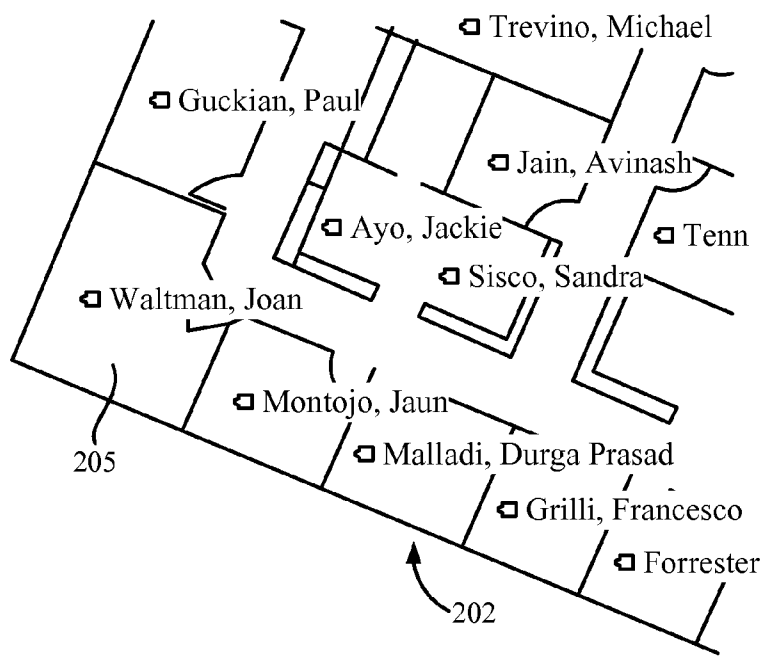 Trevino, Michael
Guckian, Paul
Jain, Avinash
Ayo, Jackie
Tenn
Sisco, Sandra
Waltman, Joan
Montojo, Jaun
205
Malladi, Durga Prasad
Grilli, Francesco
Forrester
202